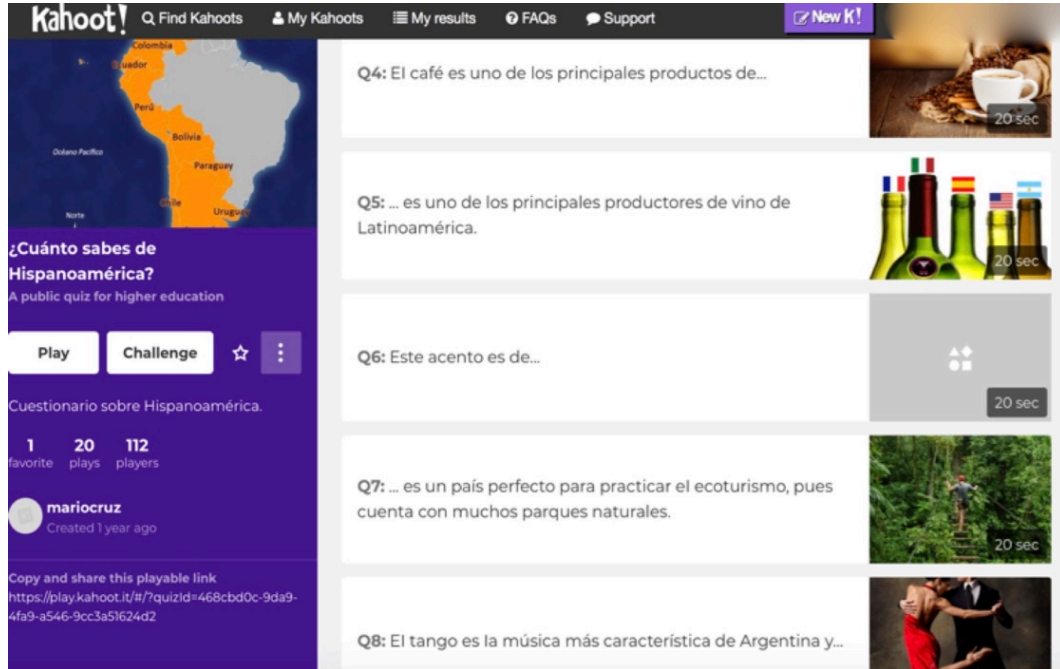 Kahoot! Find Kahoots My Kahoots My results FAQs Support New K!
Colombia
Ecuador
Perú
Bolivia
Océano Pacífico
Paraguay
Chile
Norte
Uruguay
¿Cuánto sabes de
Hispanoamérica?
A public quiz for higher education
Play Challenge
Cuestionario sobre Hispanoamérica.
1 20 112
favorite plays players
mariocruz
Created 1 year ago
Copy and share this playable link
https://play.kahoot.it/#/?quizId=468cbd0c-9da9-
4fa9-a546-9cc3a51624d2
Q4: El café es uno de los principales productos de...
20 sec
Q5: ... es uno de los principales productores de vino de
Latinoamérica.
20 sec
Q6: Este acento es de...
20 sec
Q7: ... es un país perfecto para practicar el ecoturismo, pues
cuenta con muchos parques naturales.
20 sec
Q8: El tango es la música más característica de Argentina y...